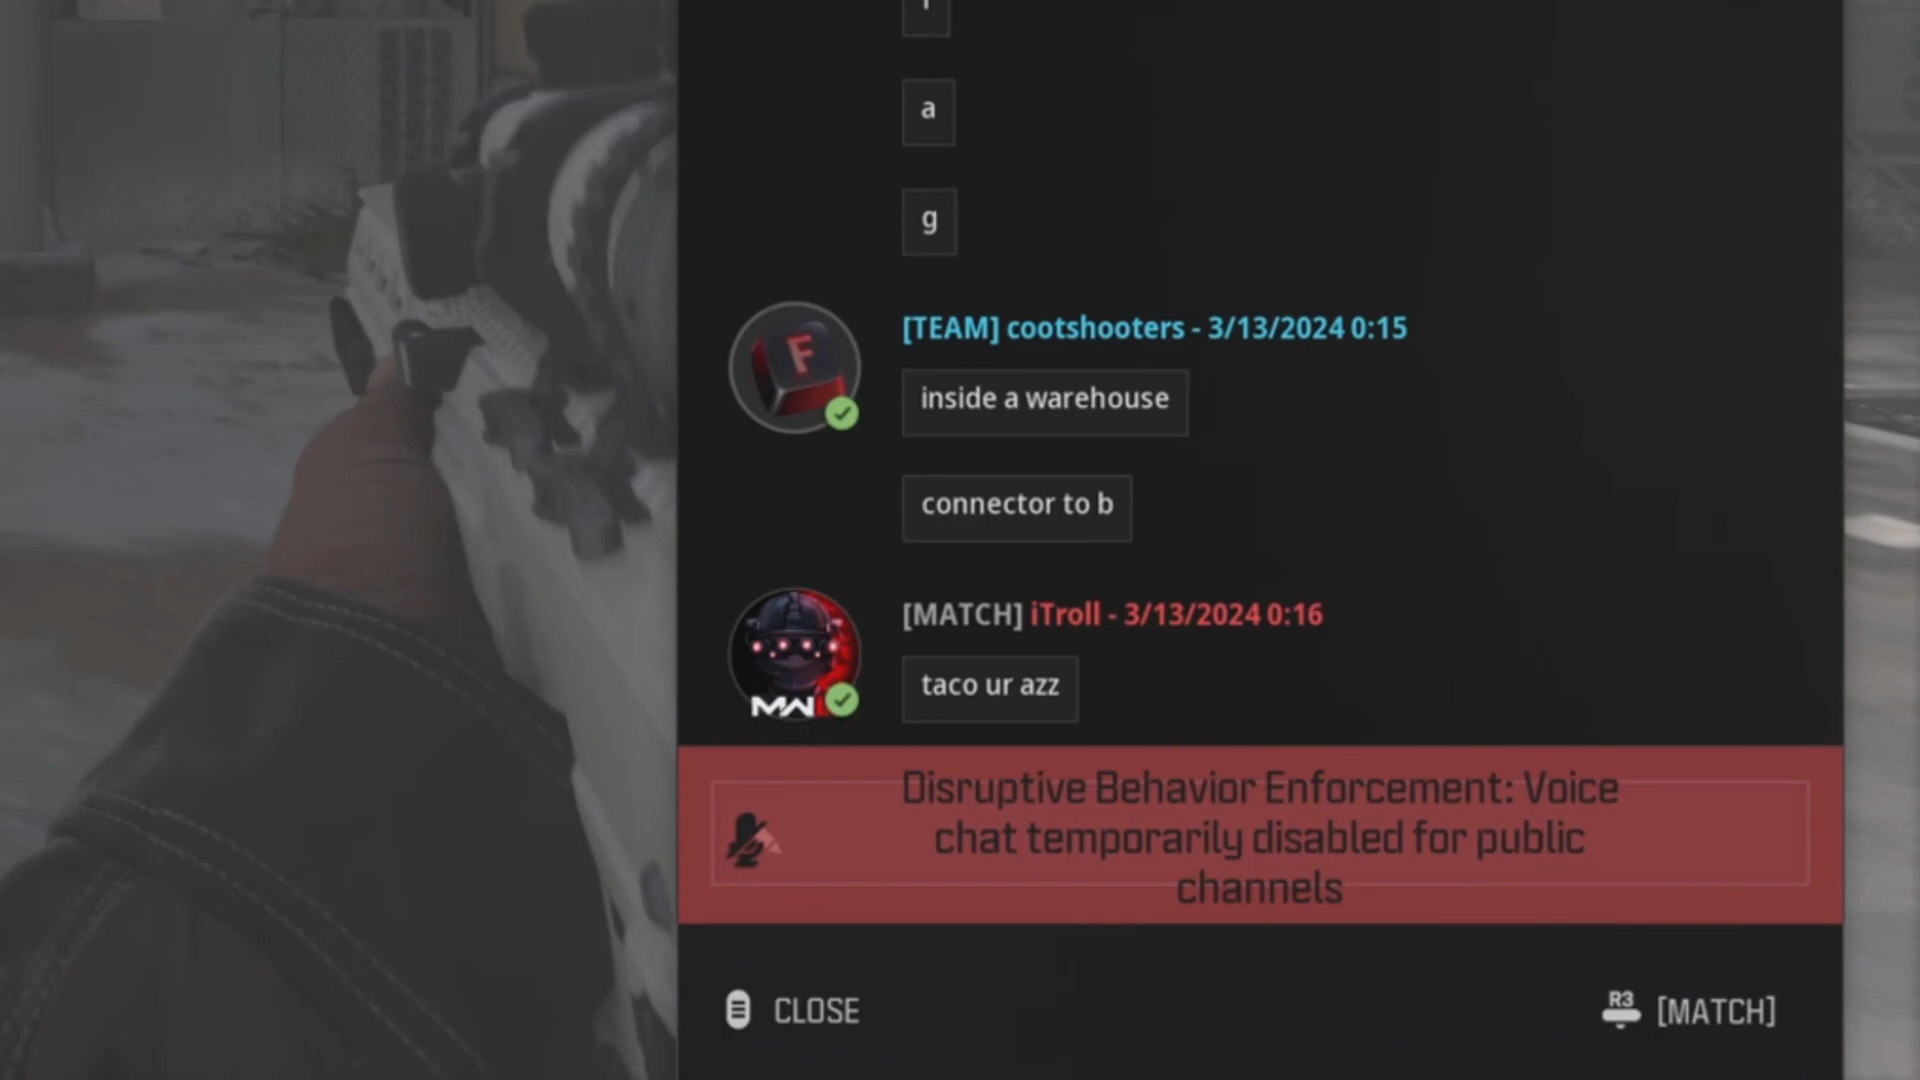 a
g
F
[TEAM] cootshooters - 3/13/2024 0:15
inside a warehouse
connector to b
[MATCH] iTroll - 3/13/2024 0:16
taco ur azz
MW
Disruptive Behavior Enforcement: Voice
chat temporarily disabled for public
channels
CLOSE
R3
[MATCH]